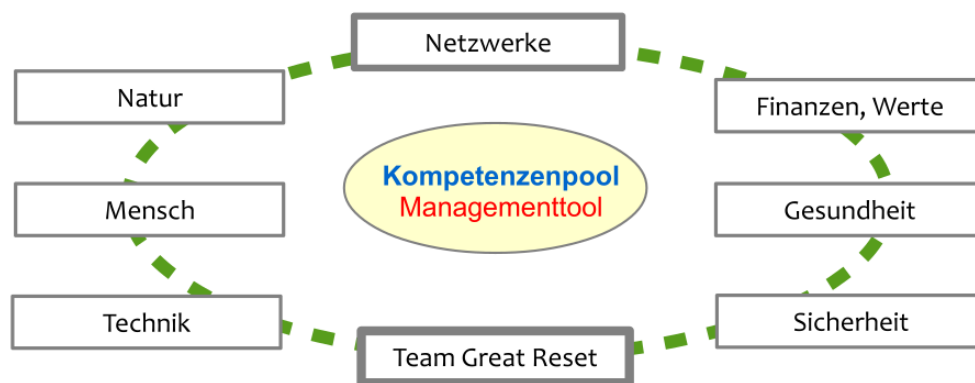 Netzwerke
Natur
Finanzen, Werte
Kompetenzenpool
Managementtool
Mensch
Gesundheit
Technik
Sicherheit
Team Great Reset